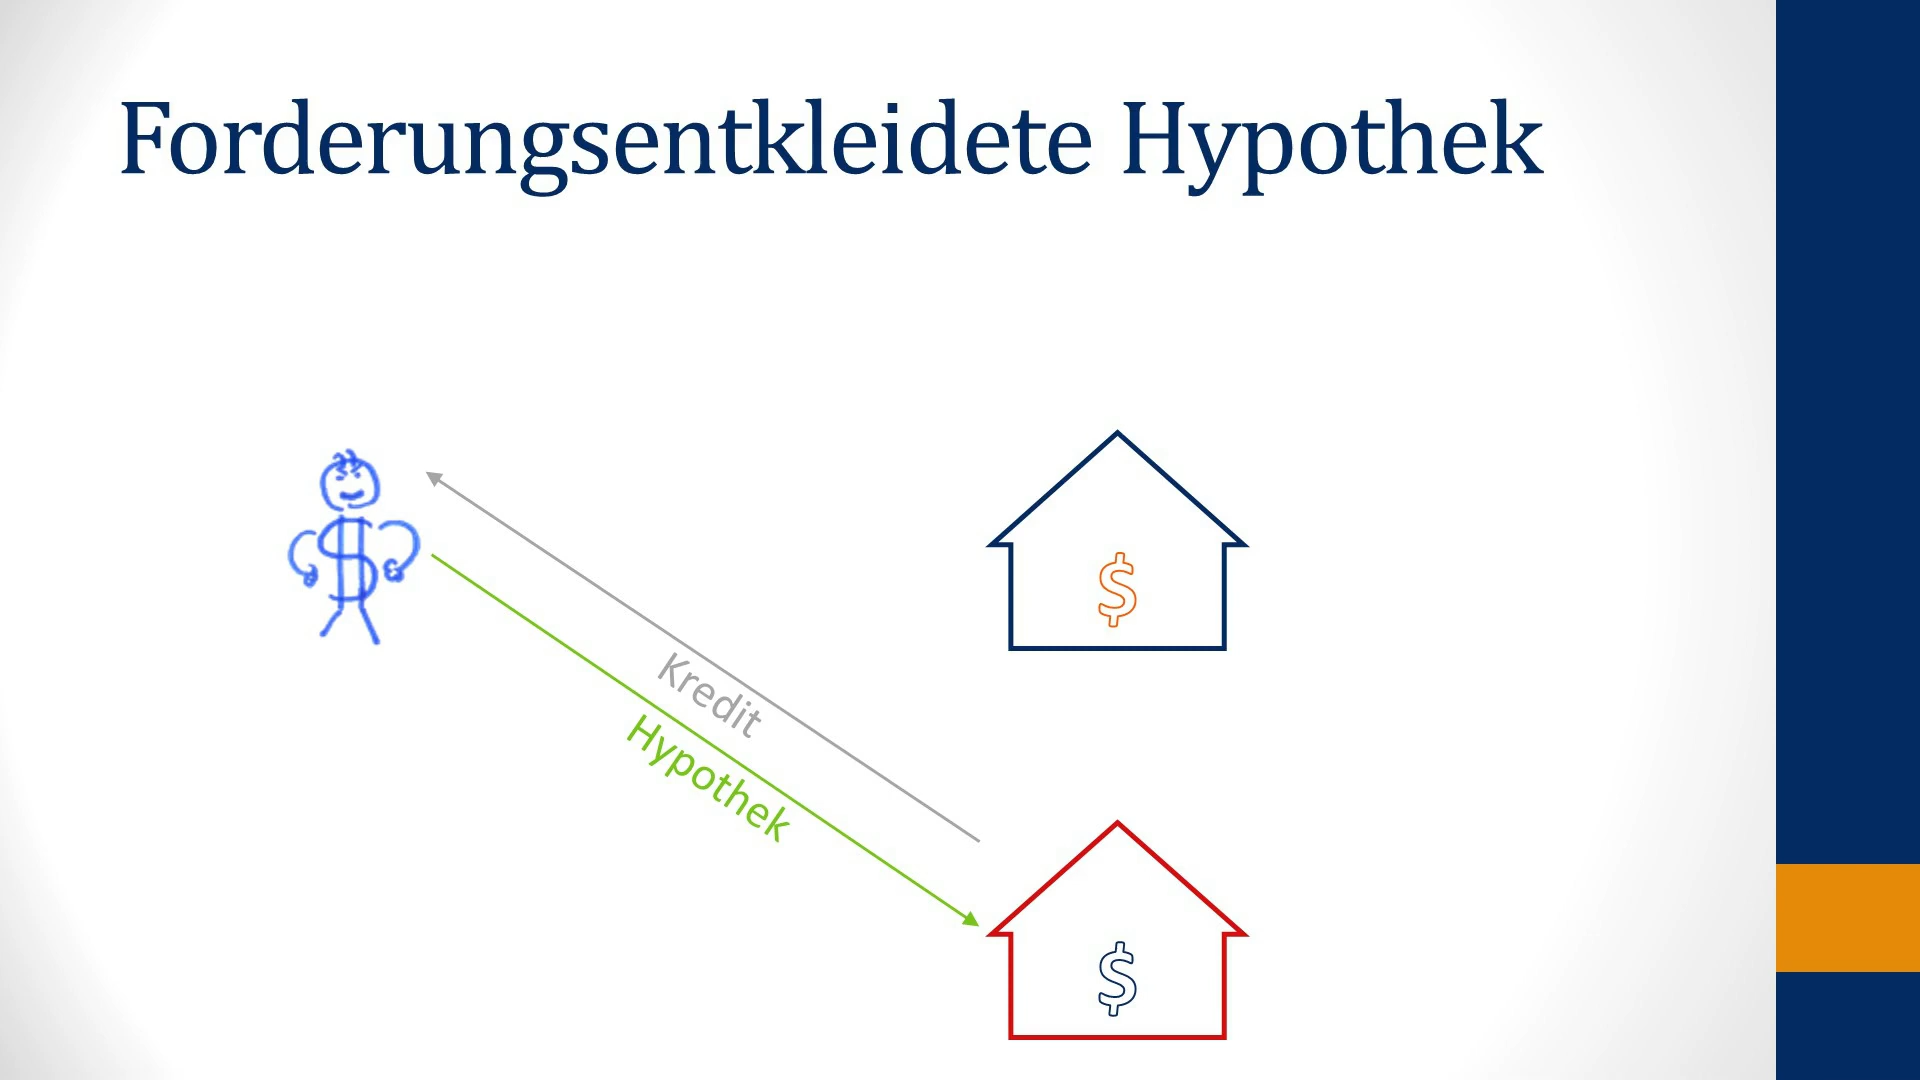 Forderungsentkleidete Hypothek
$
Kredit
Hypothek
$
$